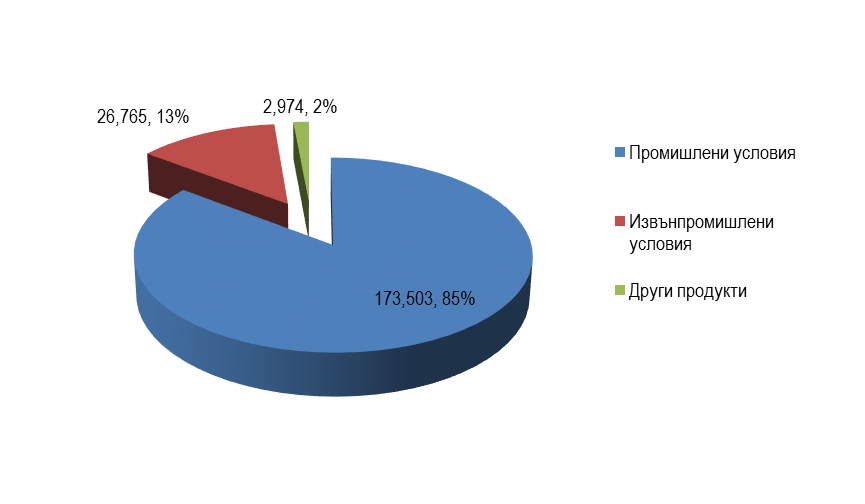 2,974, 2%
26,765, 13%
173,503, 85%
Промишлени условия
Извънпромишлени
условия
Други продукти